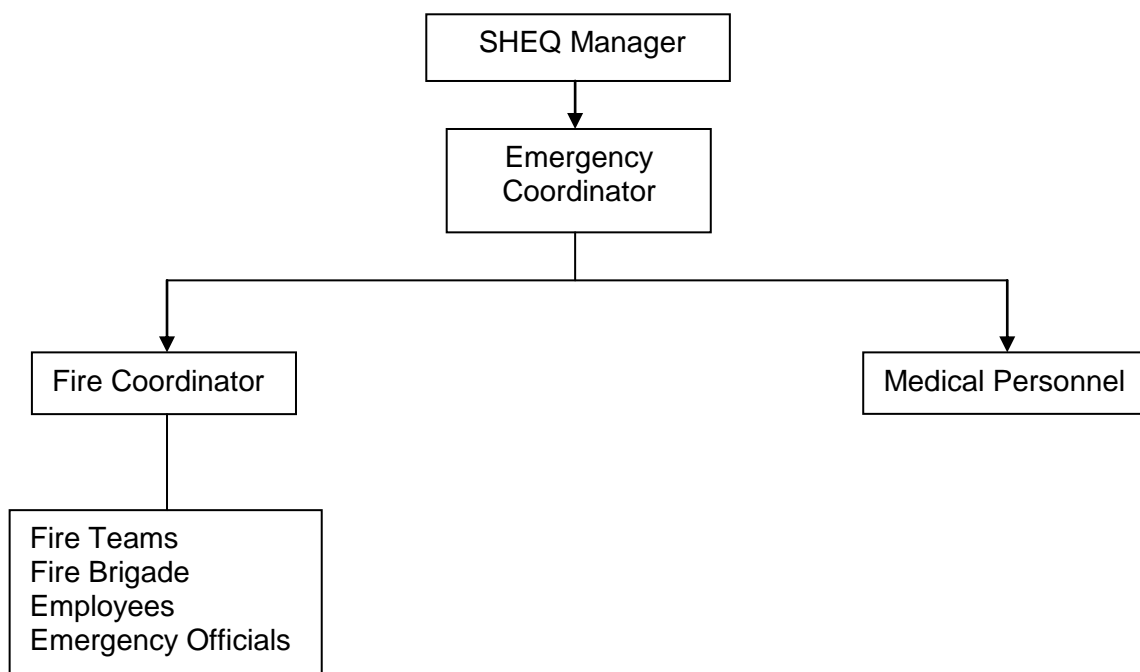 SHEQ Manager
Emergency
Coordinator
Fire Coordinator
Medical Personnel
Fire Teams
Fire Brigade
Employees
Emergency Officials